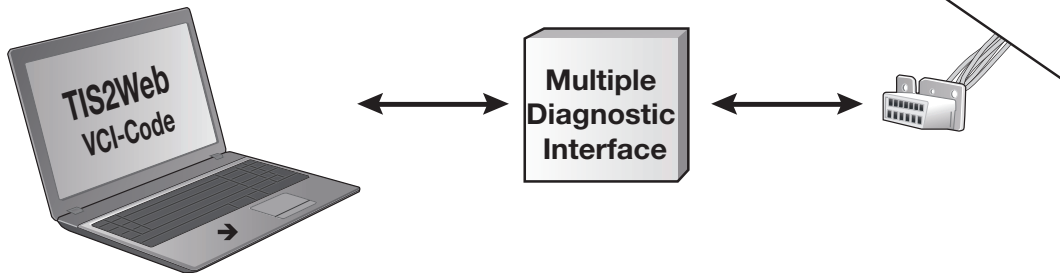 TIS2Web
VCI-Code
Multiple
Diagnostic
Interface